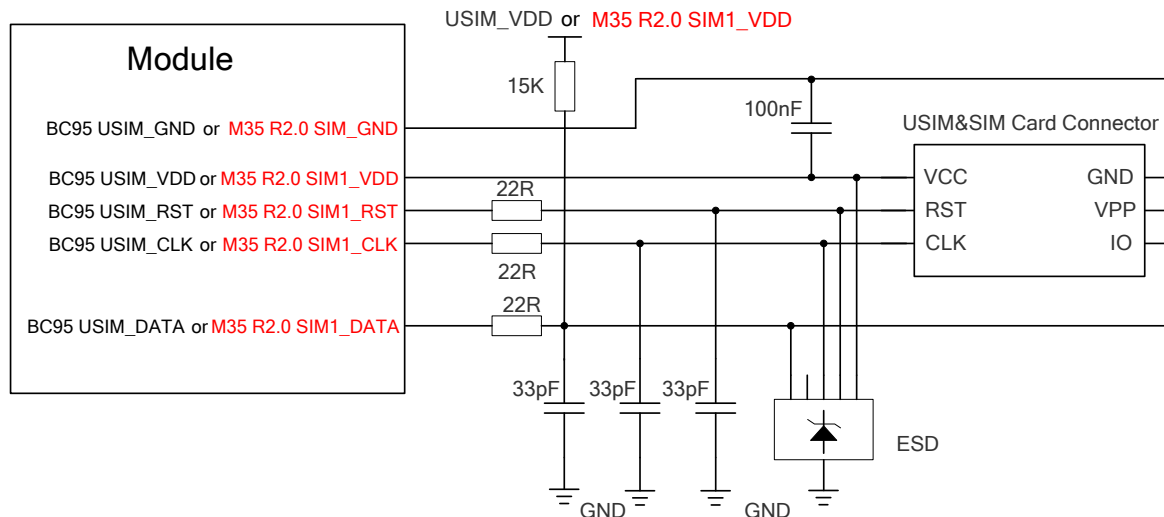 USIM_VDD or M35 R2.0 SIM1_VDD
Module
15K
100nF
BC95 USIM_GND or M35 R2.0 SIM_GND
USIM&SIM Card Connector
BC95 USIM_VDD or M35 R2.0 SIM1_VDD
VCC GND
22R
BC95 USIM_RST or M35 R2.0 SIM1_RST
RST VPP
BC95 USIM_CLK or M35 R2.0 SIM1_CLK
CLK IO
22R
22R
BC95 USIM_DATA or M35 R2.0 SIM1_DATA
33pF 33pF 33pF
ESD
GND GND